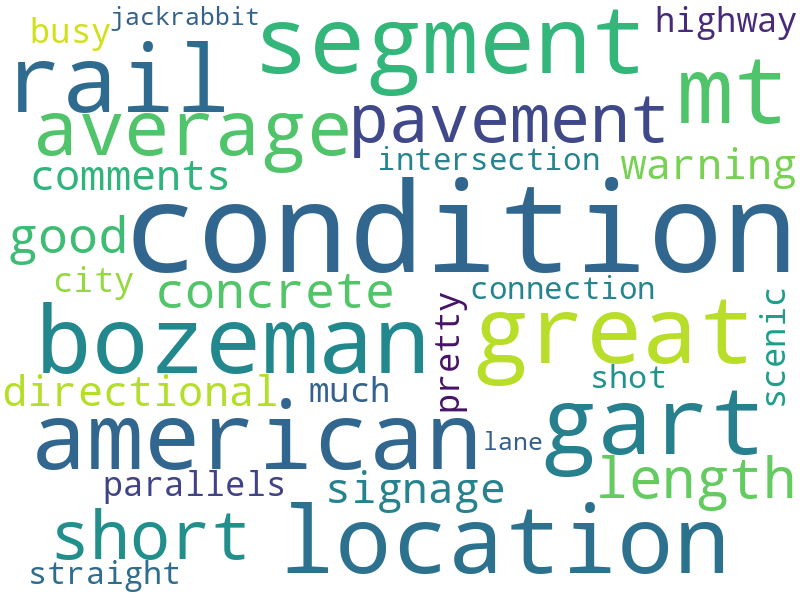 jackrabbit
highway
busy
segment
rail
mt
average
pavement
intersection
warning
comments
condition
good
city
concrete
connection
bozeman
pretty
great
scenic
shot
directional
much
american
lane
gart
parallels
signage
length
short
location
straight